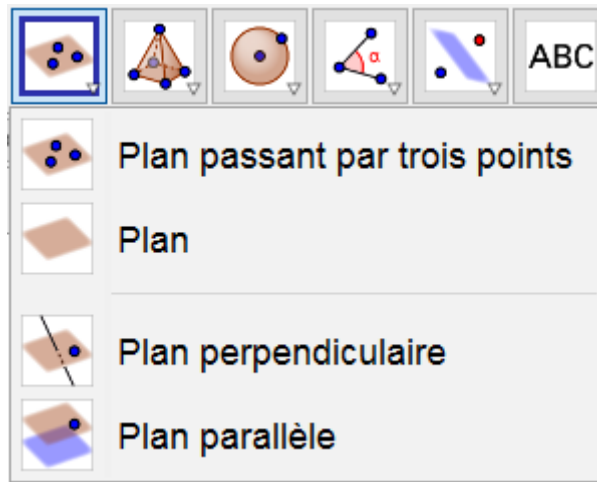 α
ABC
Plan passant par trois points
Plan
Plan perpendiculaire
Plan parallèle